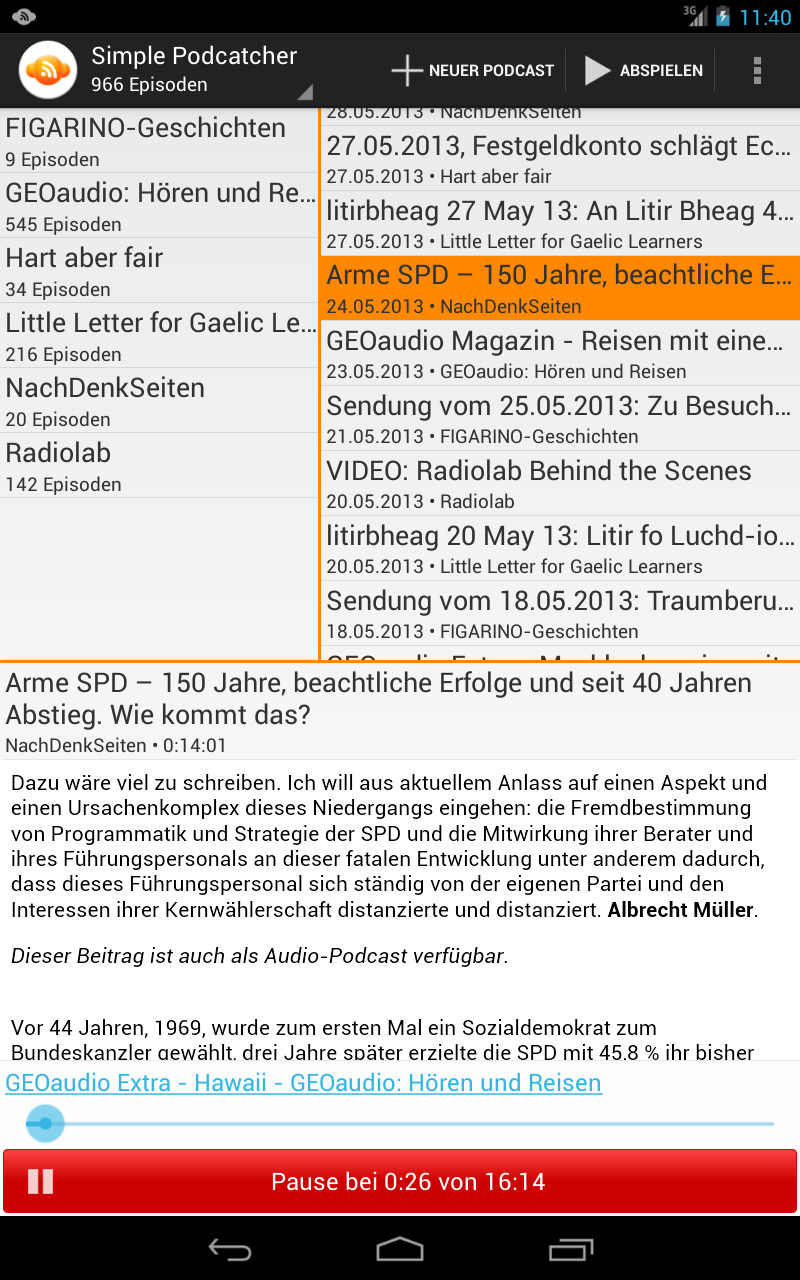 3G 11:40
Simple Podcatcher
966 Episoden
NEUER PODCAST
ABSPIELEN
FIGARINO-Geschichten
9 Episoden
GEOaudio: Hören und Re...
545 Episoden
Hart aber fair
34 Episoden
Little Letter for Gaelic Le...
216 Episoden
NachDenkSeiten
20 Episoden
Radiolab
142 Episoden
28.05.2013 • NachDenkSeiten
27.05.2013, Festgeldkonto schlägt Ec...
27.05.2013 • Hart aber fair
litirbheag 27 May 13: An Litir Bheag 4...
27.05.2013 • Little Letter for Gaelic Learners
Arme SPD – 150 Jahre, beachtliche E...
24.05.2013 • NachDenkSeiten
GEOaudio Magazin - Reisen mit eine...
23.05.2013 • GEOaudio: Hören und Reisen
Sendung vom 25.05.2013: Zu Besuch...
21.05.2013 • FIGARINO-Geschichten
VIDEO: Radiolab Behind the Scenes
20.05.2013 • Radiolab
litirbheag 20 May 13: Litir fo Luchd-io...
20.05.2013 • Little Letter for Gaelic Learners
Sendung vom 18.05.2013: Traumberu...
18.05.2013 • FIGARINO-Geschichten
Arme SPD – 150 Jahre, beachtliche Erfolge und seit 40 Jahren
Abstieg. Wie kommt das?
NachDenkSeiten • 0:14:01
Dazu wäre viel zu schreiben. Ich will aus aktuellem Anlass auf einen Aspekt und
einen Ursachenkomplex dieses Niedergangs eingehen: die Fremdbestimmung
von Programmatik und Strategie der SPD und die Mitwirkung ihrer Berater und
ihres Führungspersonals an dieser fatalen Entwicklung unter anderem dadurch,
dass dieses Führungspersonal sich ständig von der eigenen Partei und den
Interessen ihrer Kernwählerschaft distanzierte und distanziert. Albrecht Müller.
Dieser Beitrag ist auch als Audio-Podcast verfügbar.
Vor 44 Jahren, 1969, wurde zum ersten Mal ein Sozialdemokrat zum
Bundeskanzler gewählt, drei Jahre später erzielte die SPD mit 45,8 % ihr bisher
GEOaudio Extra - Hawaii - GEOaudio: Hören und Reisen
Pause bei 0:26 von 16:14